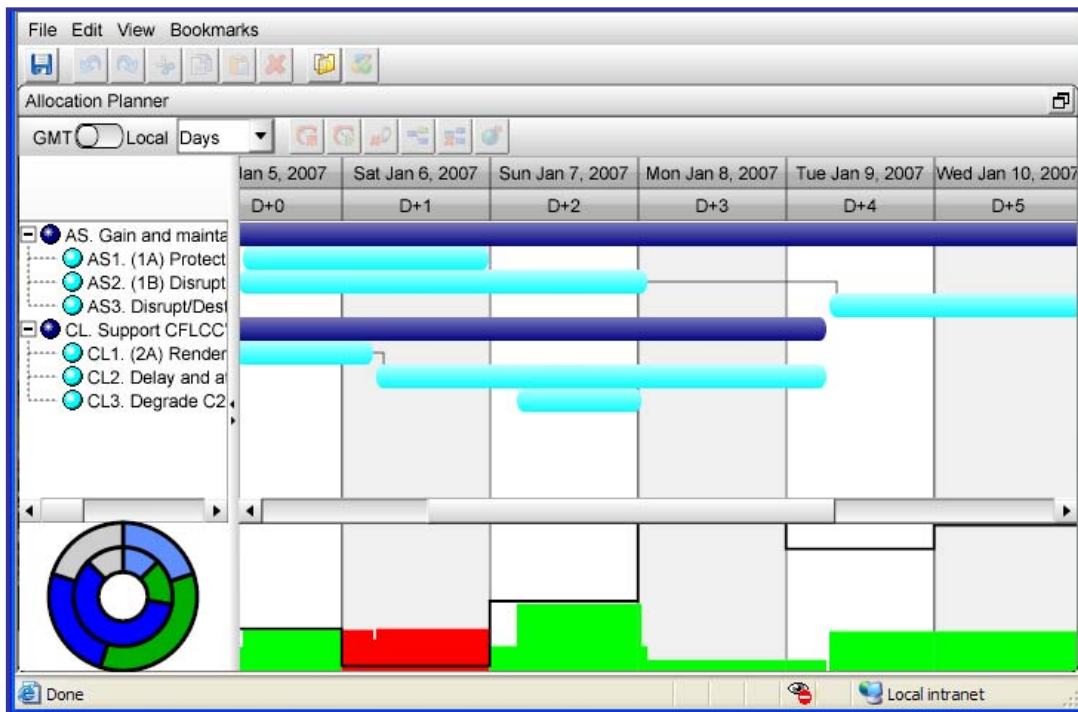 File Edit View Bookmarks
Allocation Planner
GMT Local Days
Jan 5, 2007 Sat Jan 6, 2007 Sun Jan 7, 2007 Mon Jan 8, 2007 Tue Jan 9, 2007 Wed Jan 10, 2007
D+0 D+1 D+2 D+3 D+4 D+5
AS. Gain and mainta
AS1. (1A) Protect
AS2. (1B) Disrupt
AS3. Disrupt/Dest
CL. Support CFLCC'
CL1. (2A) Render
CL2. Delay and at
CL3. Degrade C2
Done Local intranet